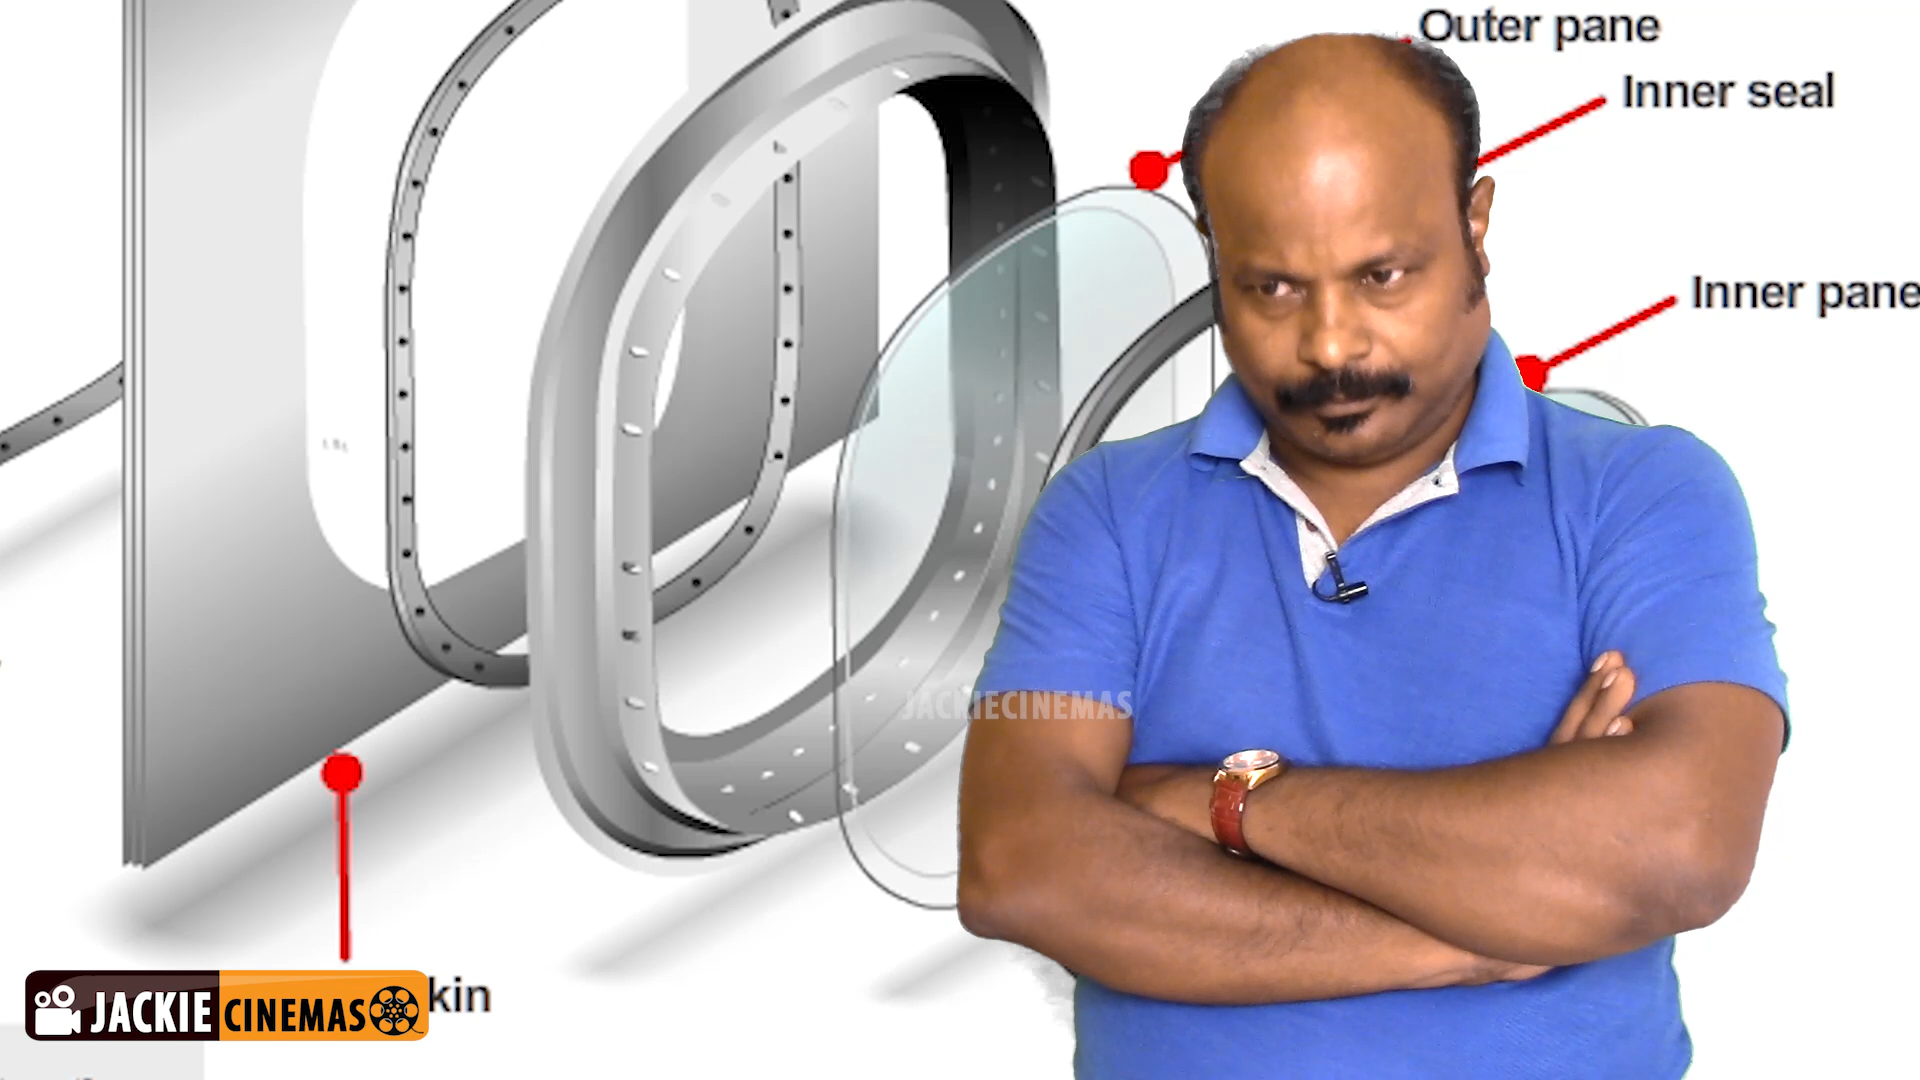 Outer pane
Inner seal
Inner pane
JACKIECINEMAS
JACKIE CINEMAS
kin